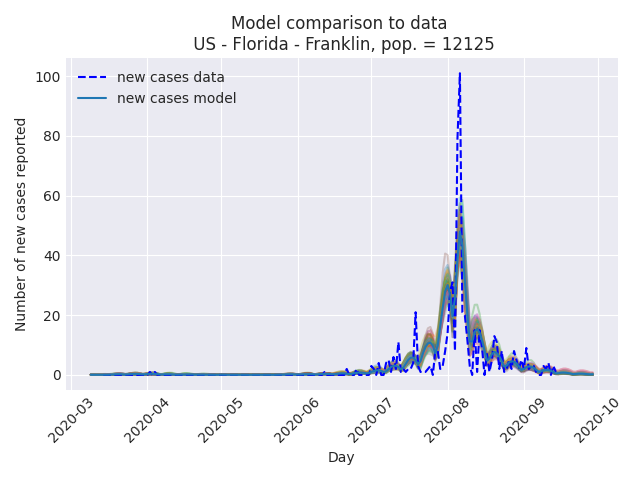 Model comparison to data
US - Florida - Franklin, pop. = 12125
new cases data
new cases model
Number of new cases reported
100
80
60
40
20
0
2020-03
2020-04
2020-05
2020-06
2020-07
2020-08
2020-09
2020-10
Day